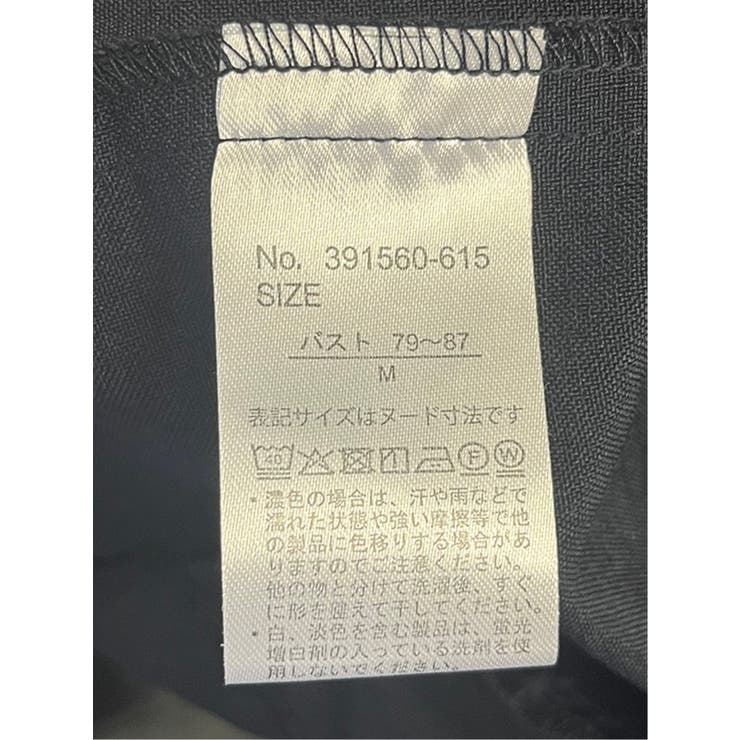 No. 391560-615
SIZE
バスト 79～87
M
表記サイズはヌード寸法です
40 F W
・濃色の場合は、汗や雨などで
濡れた状態や強い摩擦等で他
の製品に色移りする場合があ
りますのでご注意ください。
他の物と分けて洗濯後、すぐ
に形を整えて干してください。
・白、淡色を含む製品は、蛍光
増白剤の入っている洗剤を使
用しないでください。